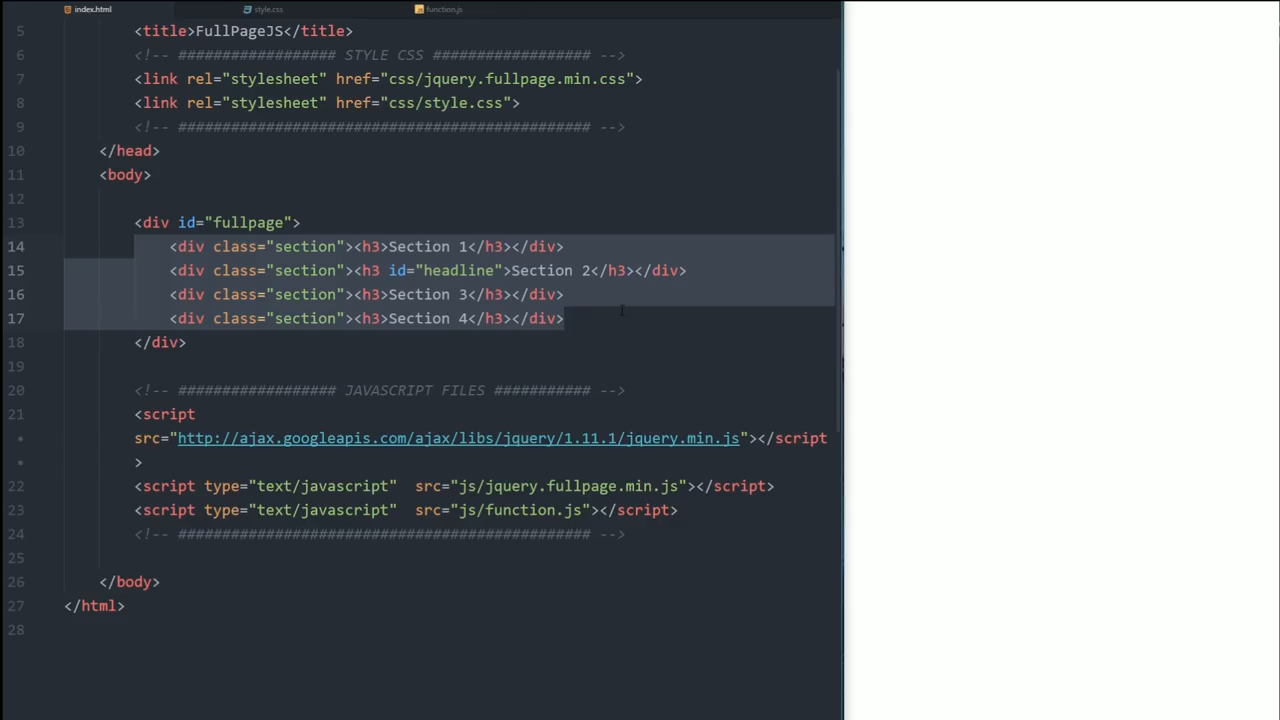 index.html style.css function.js
5 <title>FullPageJS</title>
6 <!-- ################## STYLE CSS ################## -->
7 <link rel="stylesheet" href="css/jquery.fullpage.min.css">
8 <link rel="stylesheet" href="css/style.css">
9 <!-- ############################################### -->
10 </head>
11 <body>
12
13 <div id="fullpage">
14 <div class="section"><h3>Section 1</h3></div>
15 <div class="section"><h3 id="headline">Section 2</h3></div>
16 <div class="section"><h3>Section 3</h3></div>
17 <div class="section"><h3>Section 4</h3></div>
18 </div>
19
20 <!-- ################## JAVASCRIPT FILES ########### -->
21 <script
• src="http://ajax.googleapis.com/ajax/libs/jquery/1.11.1/jquery.min.js"></script
• >
22 <script type="text/javascript"  src="js/jquery.fullpage.min.js"></script>
23 <script type="text/javascript"  src="js/function.js"></script>
24 <!-- ############################################### -->
25
26 </body>
27 </html>
28